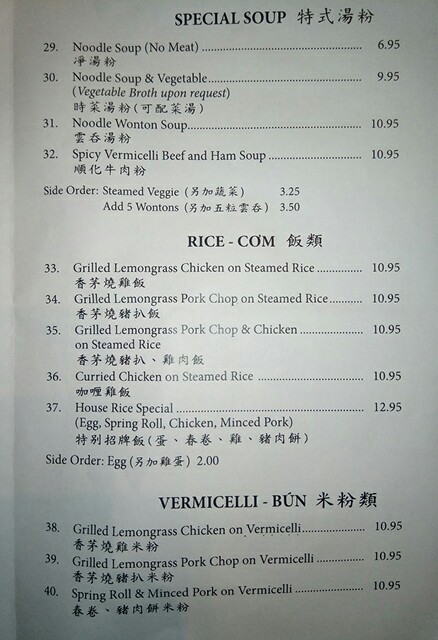 SPECIAL SOUP 特式湯粉
29. Noodle Soup (No Meat) 6.95
凈湯粉
30. Noodle Soup & Vegetable 9.95
(Vegetable Broth upon request)
時菜湯粉(可配菜湯)
31. Noodle Wonton Soup 10.95
雲吞湯粉
32. Spicy Vermicelli Beef and Ham Soup 10.95
順化牛肉粉
Side Order: Steamed Veggie (另加蔬菜) 3.25
Add 5 Wontons (另加五粒雲吞) 3.50
RICE - CƠM 飯類
33. Grilled Lemongrass Chicken on Steamed Rice 10.95
香茅燒雞飯
34. Grilled Lemongrass Pork Chop on Steamed Rice 10.95
香茅燒豬扒飯
35. Grilled Lemongrass Pork Chop & Chicken 10.95
on Steamed Rice
香茅燒豬扒、雞肉飯
36. Curried Chicken on Steamed Rice 10.95
咖喱雞飯
37. House Rice Special 12.95
(Egg, Spring Roll, Chicken, Minced Pork)
特别招牌飯(蛋、春卷、雞、豬肉餅)
Side Order: Egg (另加雞蛋) 2.00
VERMICELLI - BÚN 米粉類
38. Grilled Lemongrass Chicken on Vermicelli 10.95
香茅燒雞米粉
39. Grilled Lemongrass Pork Chop on Vermicelli 10.95
香茅燒豬扒米粉
40. Spring Roll & Minced Pork on Vermicelli 10.95
春卷、豬肉餅米粉